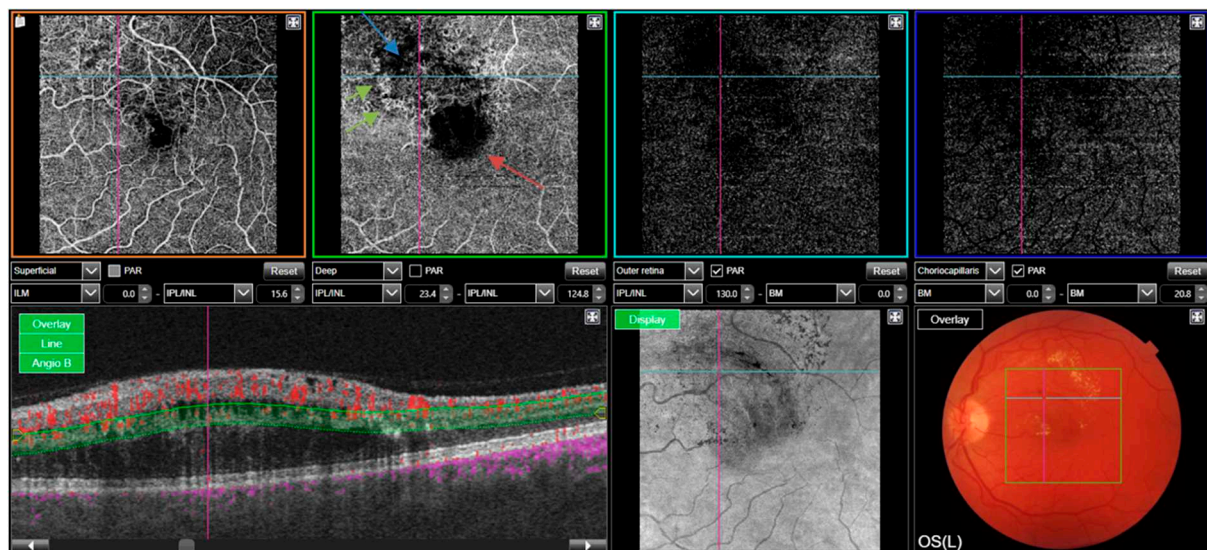 Superficial PAR Reset
ILM 0.0 - IPL/INL 15.6
Deep PAR Reset
IPL/INL 23.4 - IPL/INL 124.8
Outer retina PAR Reset
IPL/INL 130.0 - BM 0.0
Choriocapillaris PAR Reset
BM 0.0 - BM 20.8
Overlay
Line
Angio B
Display
Overlay
OS(L)